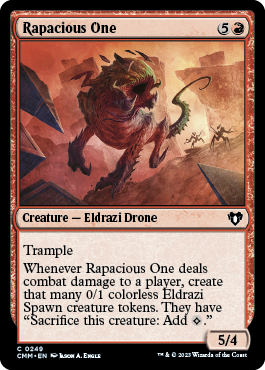 Rapacious One 5
Creature — Eldrazi Drone
Trample
Whenever Rapacious One deals
combat damage to a player, create
that many 0/1 colorless Eldrazi
Spawn creature tokens. They have
“Sacrifice this creature: Add .”
5/4
C 0249
CMM • EN Jason A. Engle
™ & © 2023 Wizards of the Coast